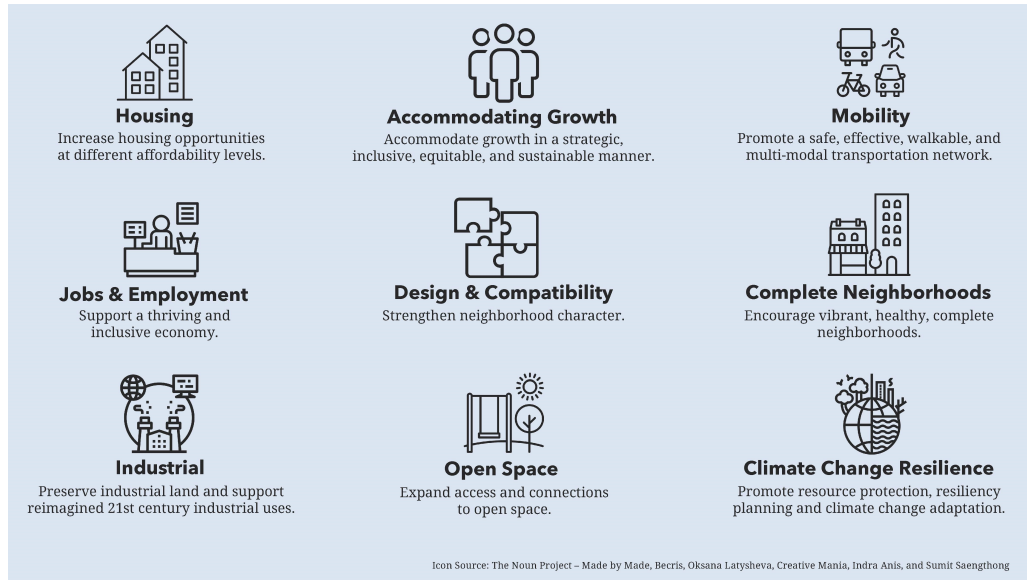 Housing
Increase housing opportunities
at different affordability levels.
Accommodating Growth
Accommodate growth in a strategic,
inclusive, equitable, and sustainable manner.
Mobility
Promote a safe, effective, walkable, and
multi-modal transportation network.
Jobs & Employment
Support a thriving and
inclusive economy.
Design & Compatibility
Strengthen neighborhood character.
Complete Neighborhoods
Encourage vibrant, healthy, complete
neighborhoods.
Industrial
Preserve industrial land and support
reimagined 21st century industrial uses.
Open Space
Expand access and connections
to open space.
Climate Change Resilience
Promote resource protection, resiliency
planning and climate change adaptation.
Icon Source: The Noun Project – Made by Made, Becris, Oksana Latysheva, Creative Mania, Indra Anis, and Sumit Saengthong